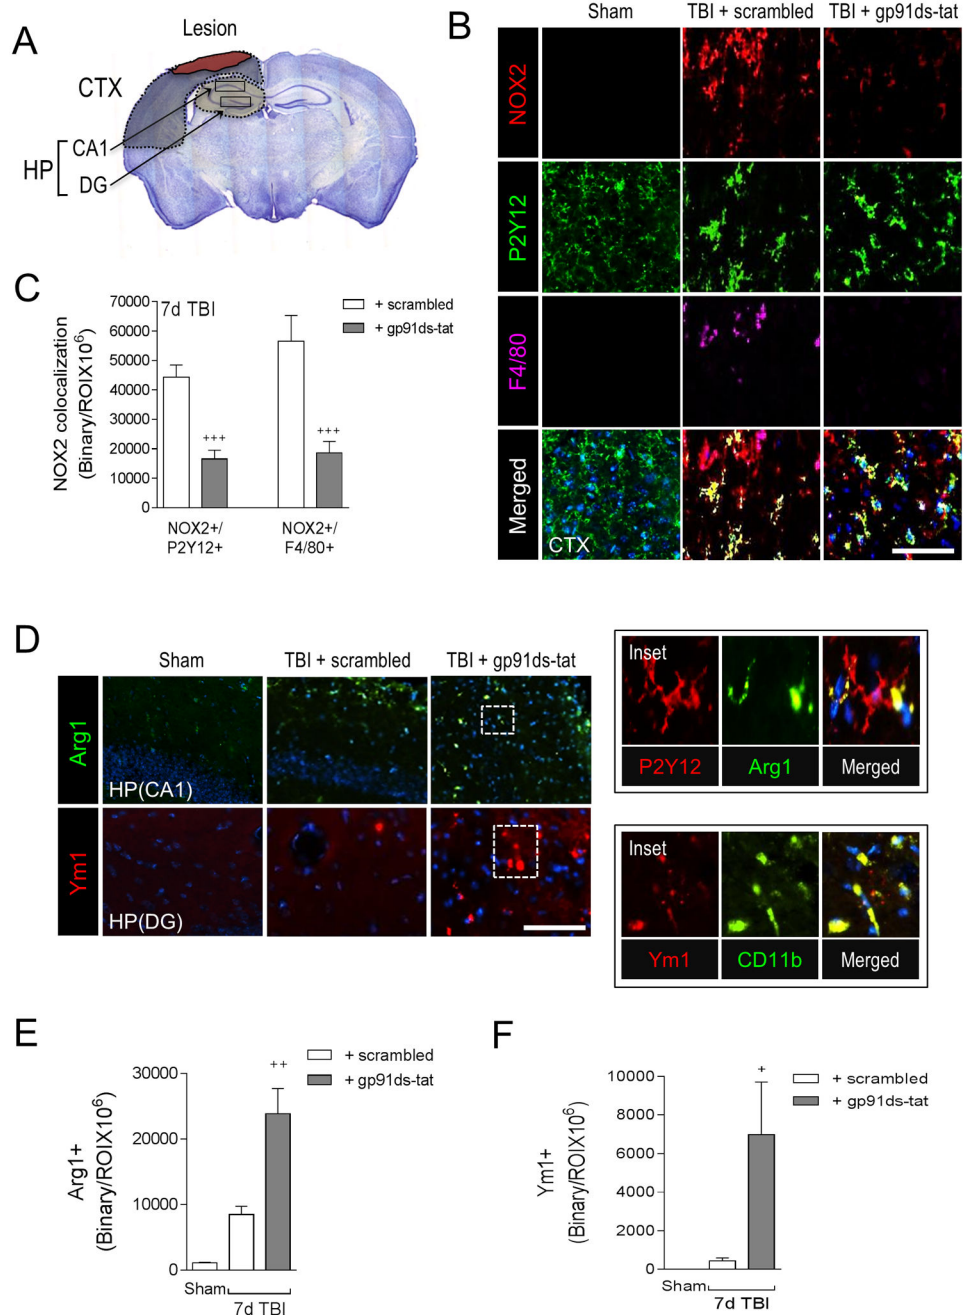 A
Lesion
CTX
HP
CA1
DG
B
Sham
TBI + scrambled
TBI + gp91ds-tat
NOX2
P2Y12
F4/80
Merged
CTX
C
7d TBI
+ scrambled
+ gp91ds-tat
NOX2 colocalization
(Binary/ROIX10⁶)
70000
60000
50000
40000
30000
20000
10000
0
+++
+++
NOX2+/
P2Y12+
NOX2+/
F4/80+
D
Sham
TBI + scrambled
TBI + gp91ds-tat
Arg1
HP(CA1)
Ym1
HP(DG)
Inset
P2Y12
Arg1
Merged
Inset
Ym1
CD11b
Merged
E
+ scrambled
+ gp91ds-tat
Arg1+
(Binary/ROIX10⁶)
30000
20000
10000
0
++
Sham
7d TBI
F
+ scrambled
+ gp91ds-tat
Ym1+
(Binary/ROIX10⁶)
10000
8000
6000
4000
2000
0
+
Sham
7d TBI